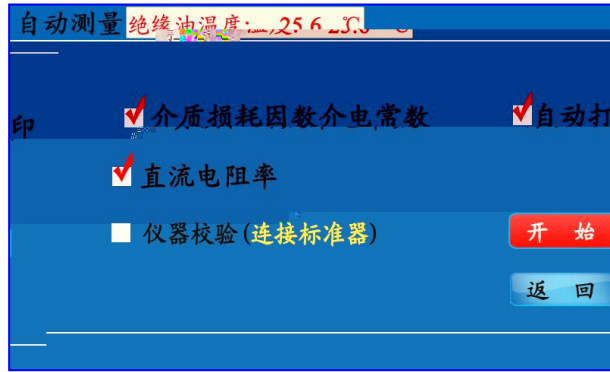 自动测量 绝缘油温度: 25.6 ℃
介质损耗因数介电常数 自动打
印
直流电阻率
仪器校验(连接标准器) 开 始
返 回